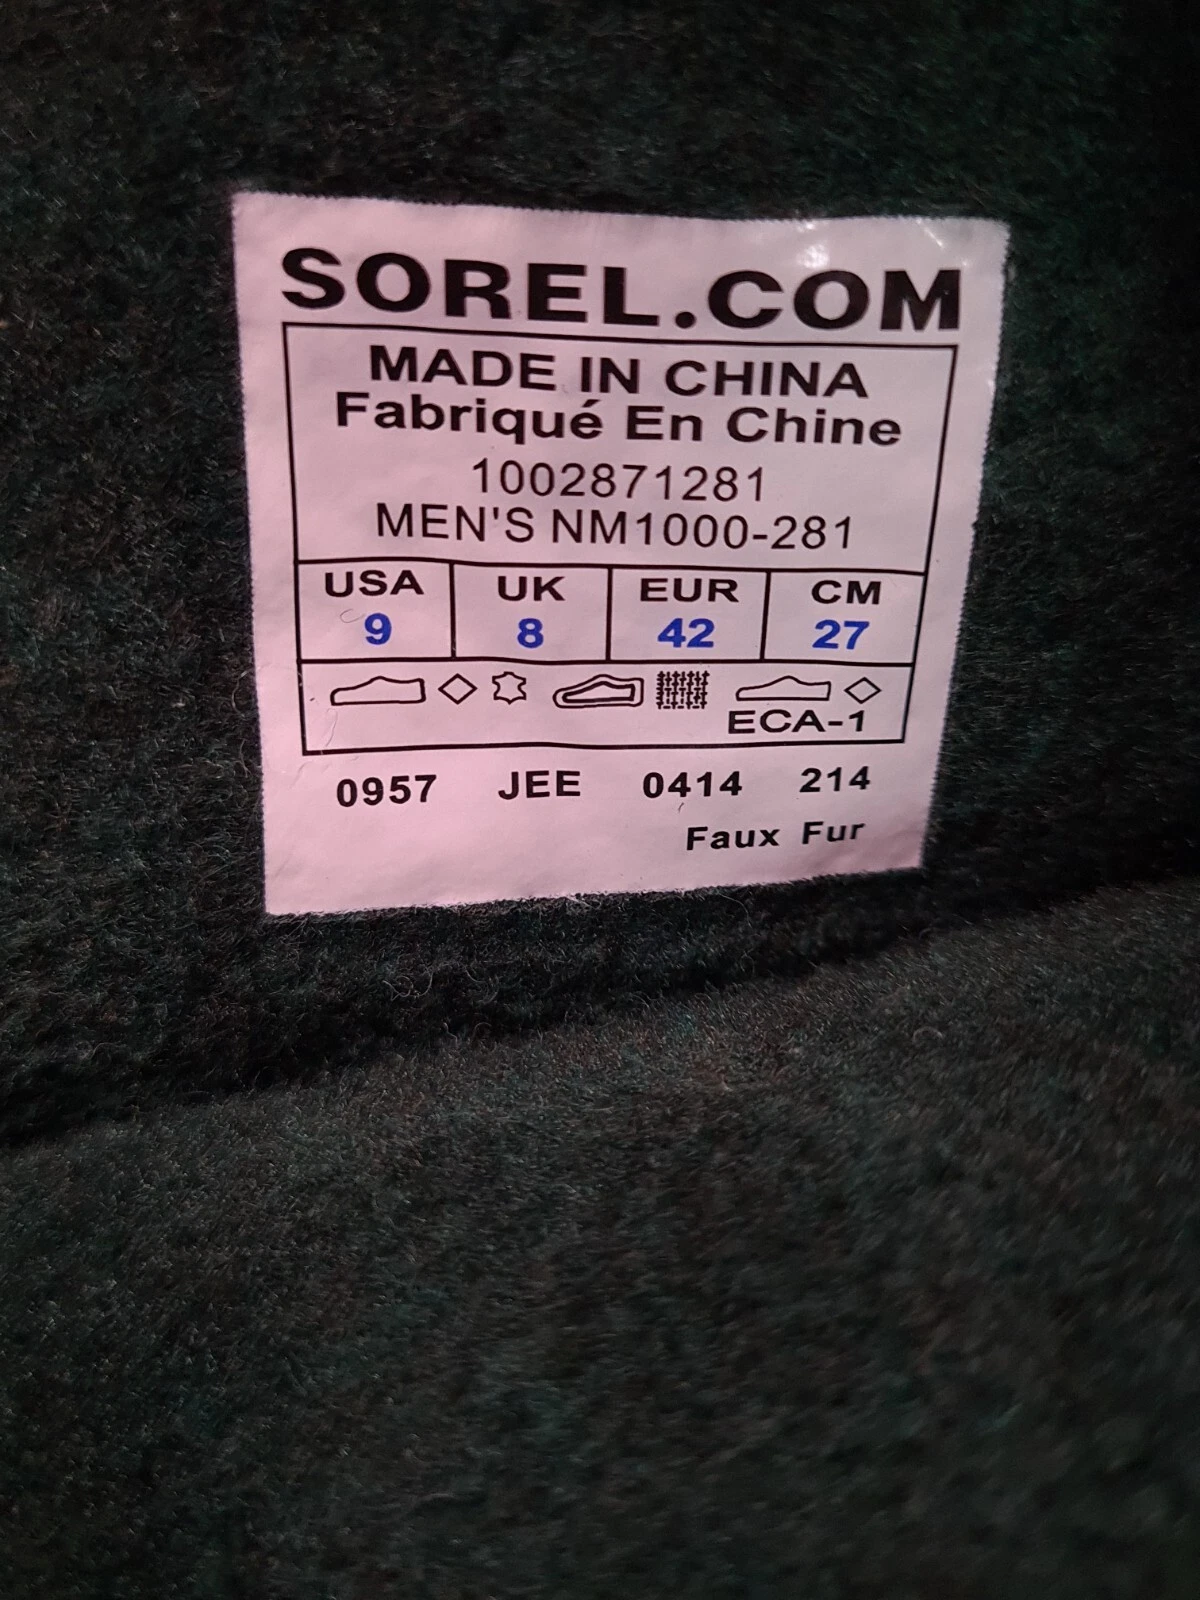 SOREL.COM
MADE IN CHINA
Fabriqué En Chine
1002871281
MEN'S NM1000-281
USA UK EUR CM
9 8 42 27
ECA-1
0957 JEE 0414 214
Faux Fur